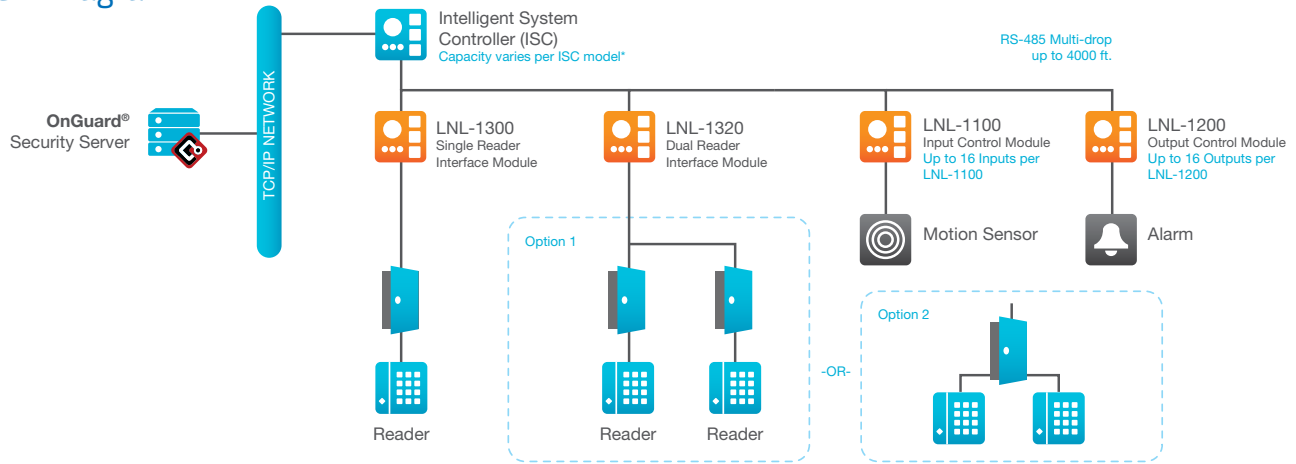 Intelligent System
Controller (ISC)
Capacity varies per ISC model*
RS-485 Multi-drop
up to 4000 ft.
TCP/IP NETWORK
OnGuard®
Security Server
LNL-1300
Single Reader
Interface Module
LNL-1320
Dual Reader
Interface Module
LNL-1100
Input Control Module
Up to 16 Inputs per
LNL-1100
LNL-1200
Output Control Module
Up to 16 Outputs per
LNL-1200
Motion Sensor
Alarm
Option 1
Option 2
-OR-
Reader
Reader
Reader